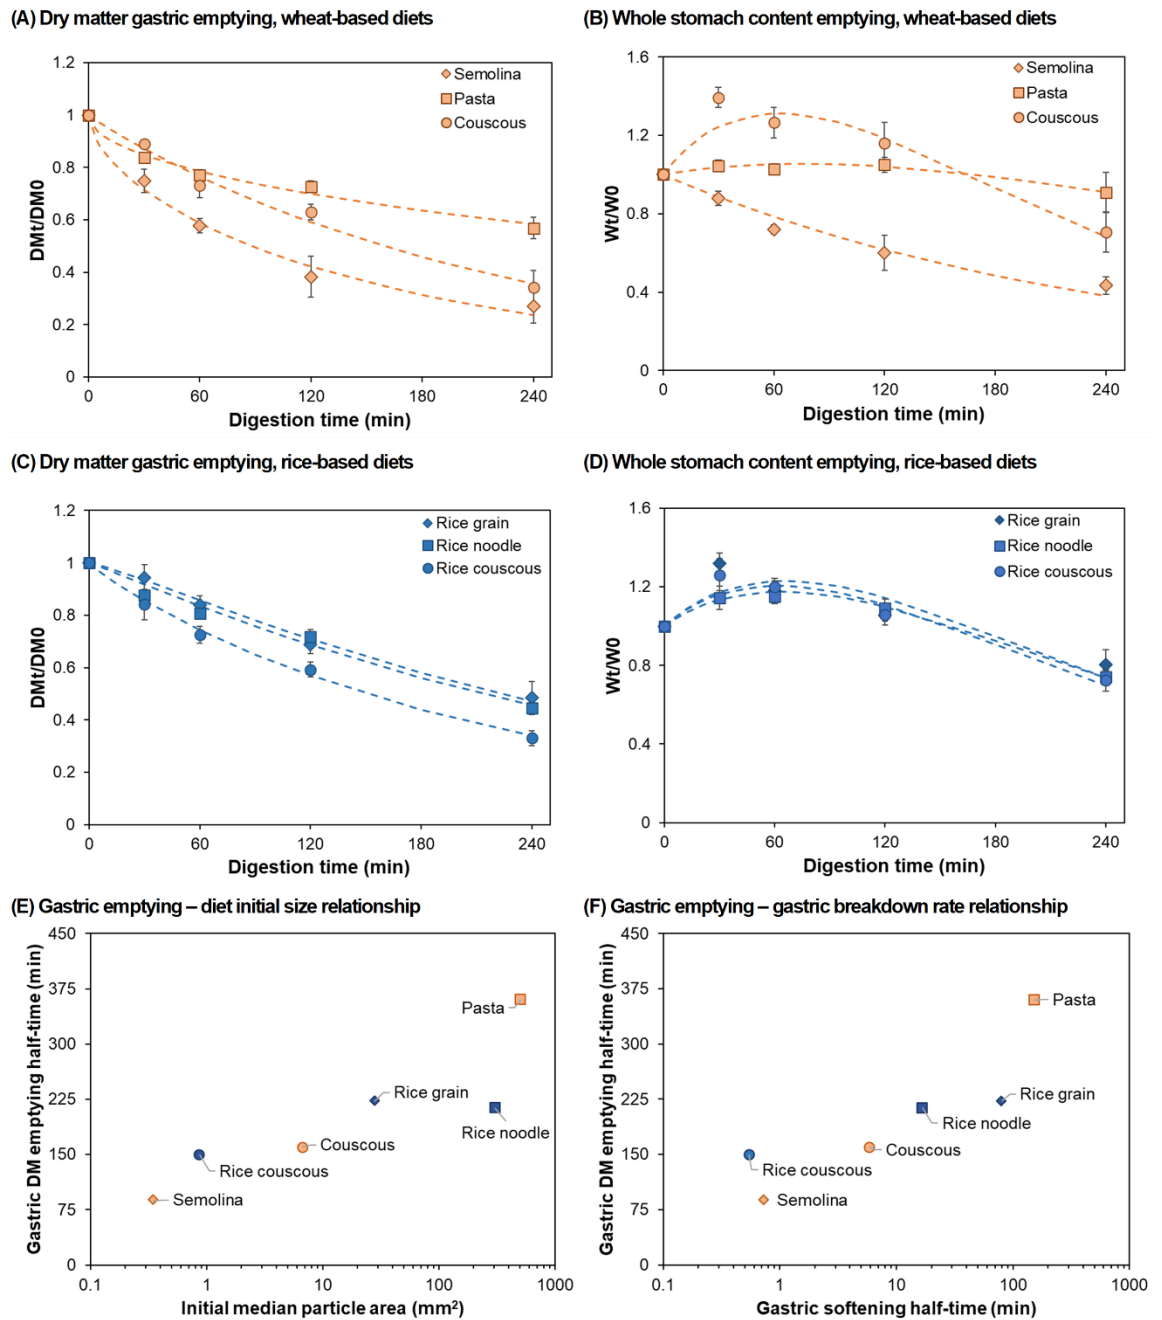 (A) Dry matter gastric emptying, wheat-based diets
1.2
1
0.8
0.6
0.4
0.2
0
DMt/DM0
Semolina
Pasta
Couscous
0 60 120 180 240
Digestion time (min)
(B) Whole stomach content emptying, wheat-based diets
1.6
1.2
0.8
0.4
0
Wt/W0
Semolina
Pasta
Couscous
0 60 120 180 240
Digestion time (min)
(C) Dry matter gastric emptying, rice-based diets
1.2
1
0.8
0.6
0.4
0.2
0
DMt/DM0
Rice grain
Rice noodle
Rice couscous
0 60 120 180 240
Digestion time (min)
(D) Whole stomach content emptying, rice-based diets
1.6
1.2
0.8
0.4
0
Wt/W0
Rice grain
Rice noodle
Rice couscous
0 60 120 180 240
Digestion time (min)
(E) Gastric emptying – diet initial size relationship
450
375
300
225
150
75
0
Gastric DM emptying half-time (min)
Pasta
Rice grain
Rice noodle
Couscous
Rice couscous
Semolina
0.1 1 10 100 1000
Initial median particle area (mm²)
(F) Gastric emptying – gastric breakdown rate relationship
450
375
300
225
150
75
0
Gastric DM emptying half-time (min)
Pasta
Rice grain
Rice noodle
Couscous
Rice couscous
Semolina
0.1 1 10 100 1000
Gastric softening half-time (min)